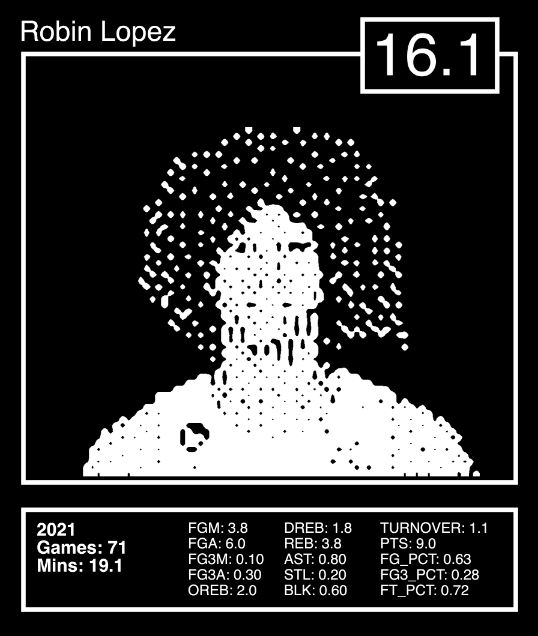 Robin Lopez
16.1
2021
Games: 71
Mins: 19.1
FGM: 3.8
FGA: 6.0
FG3M: 0.10
FG3A: 0.30
OREB: 2.0
DREB: 1.8
REB: 3.8
AST: 0.80
STL: 0.20
BLK: 0.60
TURNOVER: 1.1
PTS: 9.0
FG_PCT: 0.63
FG3_PCT: 0.28
FT_PCT: 0.72